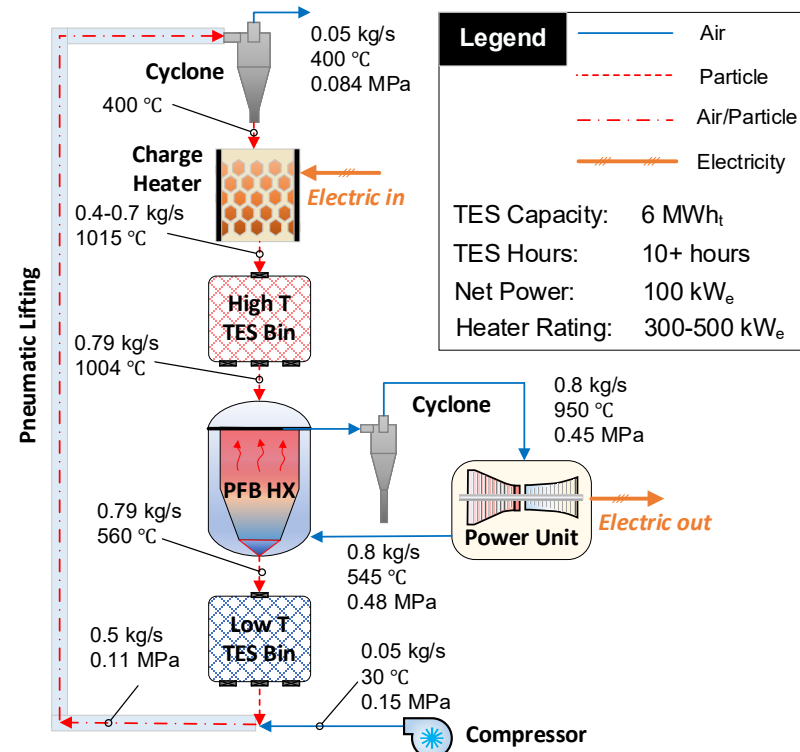 0.05 kg/s
400 ℃
0.084 MPa
Cyclone
400 ℃
Charge
Heater
Electric in
0.4-0.7 kg/s
1015 ℃
High T
TES Bin
0.79 kg/s
1004 ℃
Pneumatic Lifting
Cyclone
0.8 kg/s
950 ℃
0.45 MPa
PFB HX
Power Unit
Electric out
0.79 kg/s
560 ℃
0.8 kg/s
545 ℃
0.48 MPa
Low T
TES Bin
0.5 kg/s
0.11 MPa
0.05 kg/s
30 ℃
0.15 MPa
Compressor
Legend
Air
Particle
Air/Particle
Electricity
TES Capacity: 6 MWhₜ
TES Hours: 10+ hours
Net Power: 100 kWₑ
Heater Rating: 300-500 kWₑ